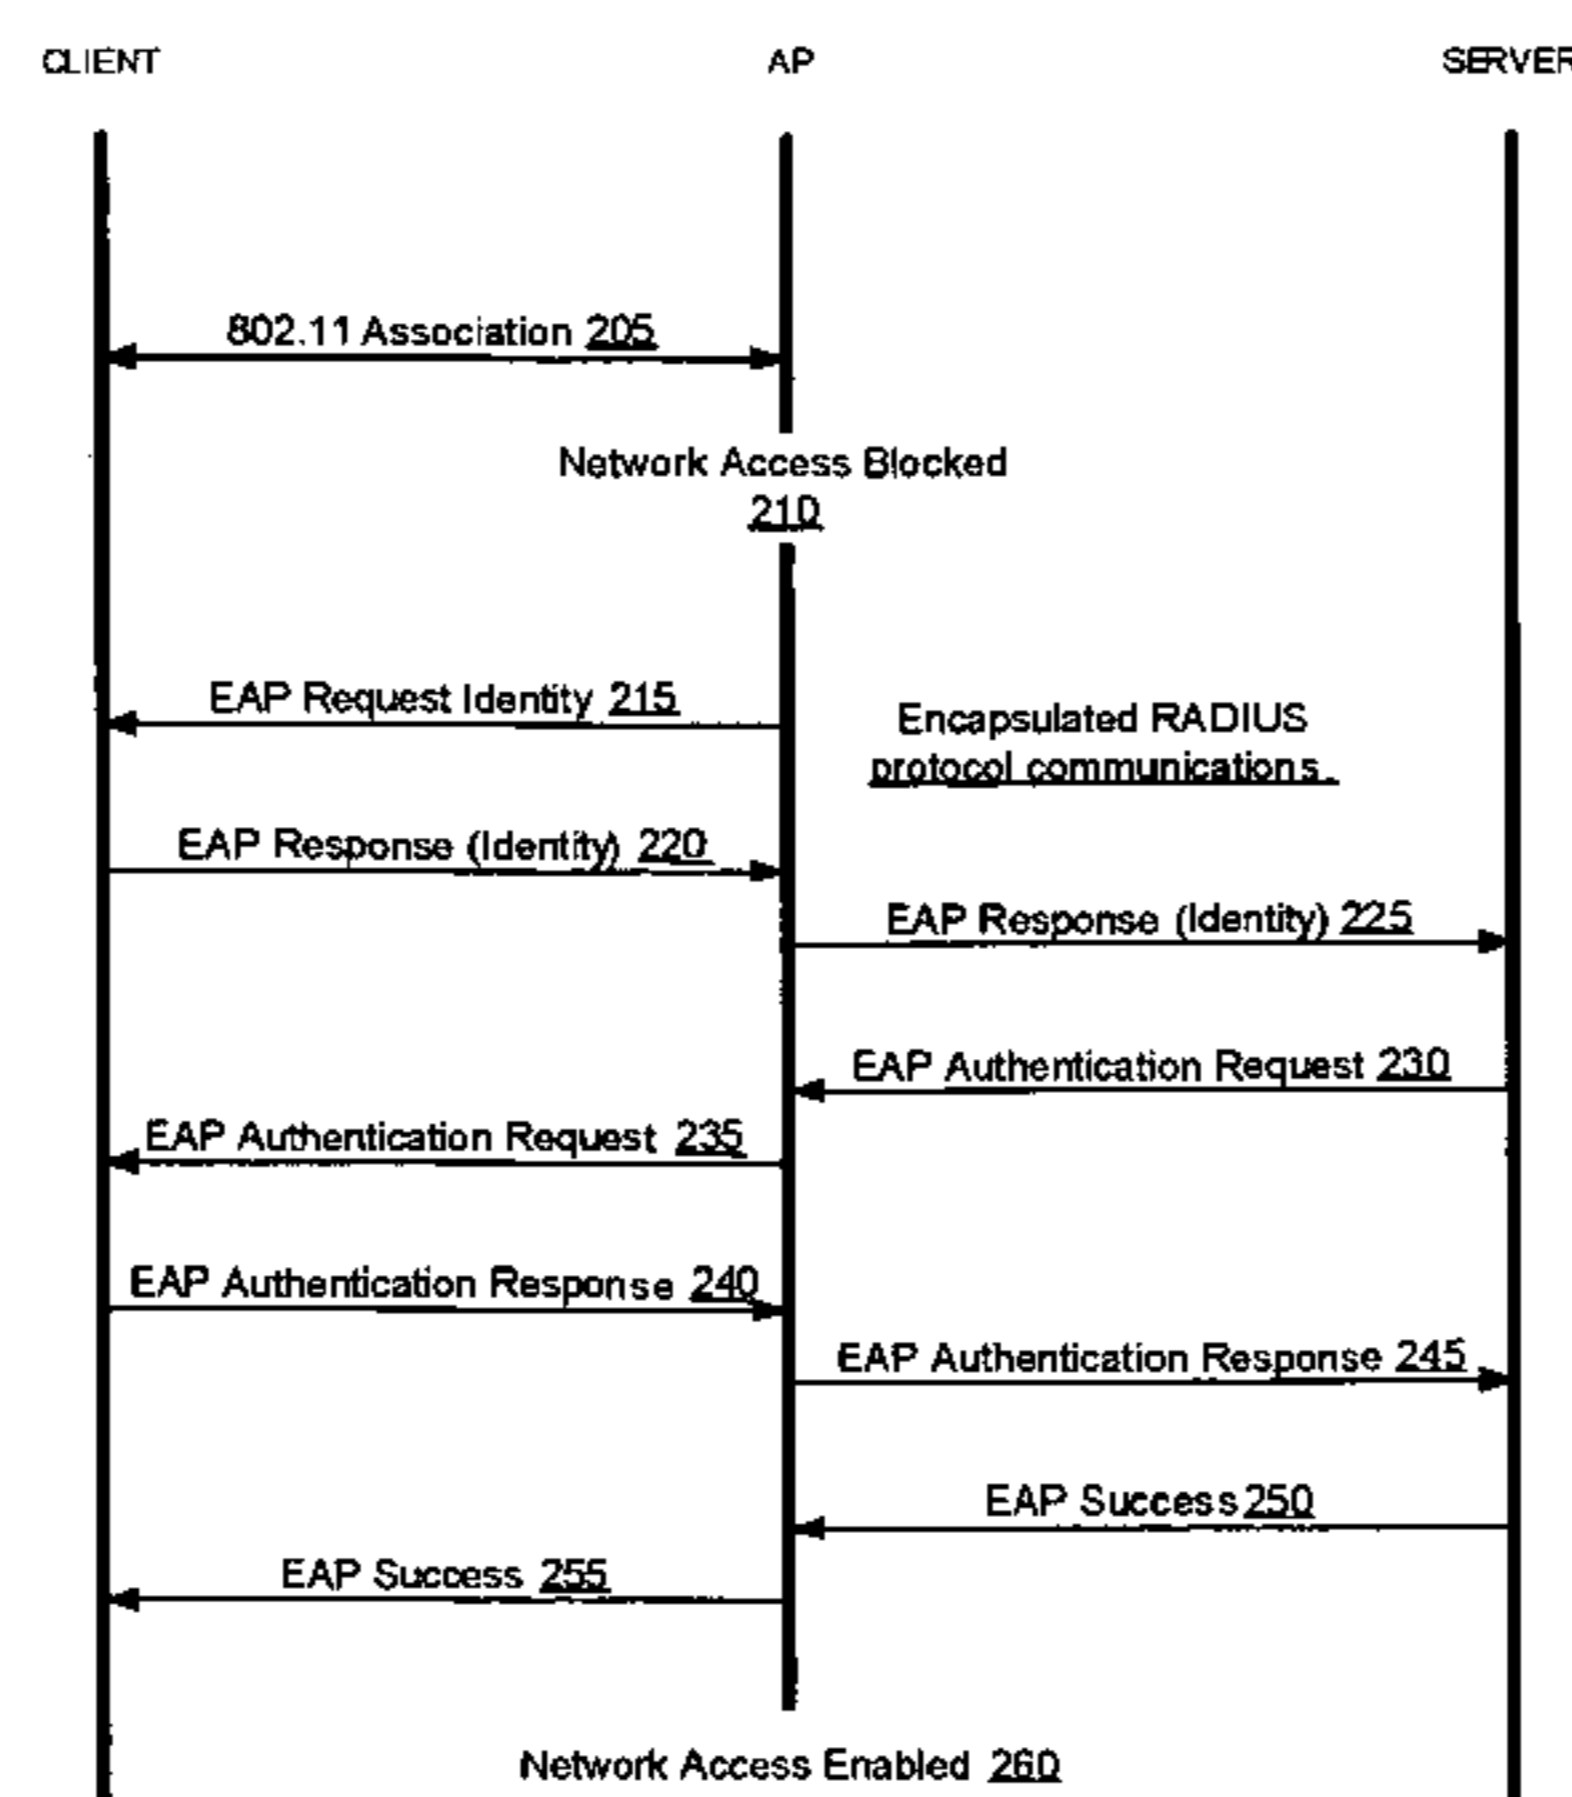 CLIENT AP SERVER
802.11 Association 205
Network Access Blocked
210
EAP Request Identity 215
Encapsulated RADIUS
protocol communications.
EAP Response (Identity) 220
EAP Response (Identity) 225
EAP Authentication Request 230
EAP Authentication Request 235
EAP Authentication Response 240
EAP Authentication Response 245
EAP Success 250
EAP Success 255
Network Access Enabled 260